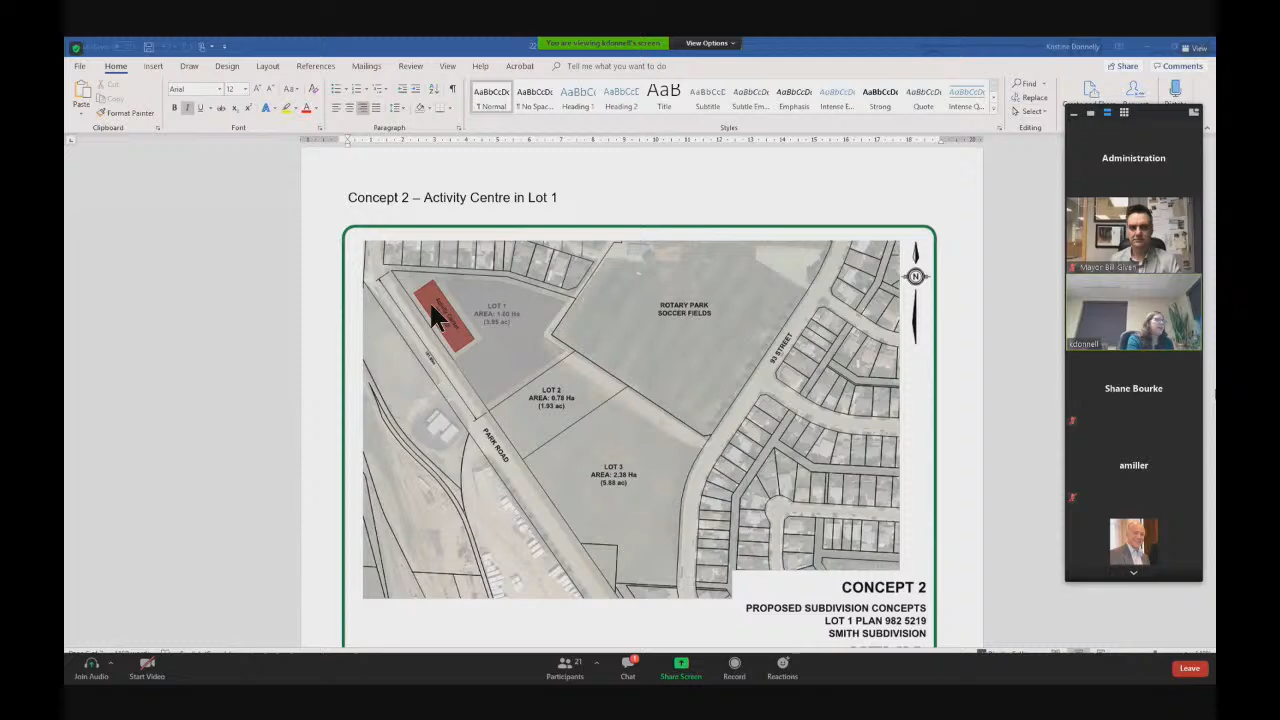 You are viewing kdonnell's screen
View Options
Kristine Donnelly
View
File Home Insert Draw Design Layout References Mailings Review View Help Acrobat Tell me what you want to do
Share Comments
Paste
Cut
Copy
Format Painter
Arial 12
AaBbCcDc AaBbCcDc AaBbCc AaBbCcC AaB AaBbCcD AaBbCcDc AaBbCcDc AaBbCcDc AaBbCcDc AaBbCcDc AaBbCcDc
¶ Normal ¶ No Spac... Heading 1 Heading 2 Title Subtitle Subtle Em... Emphasis Intense E... Strong Quote Intense Q...
Find
Replace
Select
Clipboard Font Paragraph Styles Editing
Administration
Mayor Bill Given
kdonnell
Shane Bourke
amiller
Concept 2 – Activity Centre in Lot 1
LOT 1
AREA: 1.60 Ha
(3.95 ac)
ROTARY PARK
SOCCER FIELDS
N
93 STREET
LOT 2
AREA: 0.78 Ha
(1.93 ac)
PARK ROAD
LOT 3
AREA: 2.38 Ha
(5.88 ac)
CONCEPT 2
PROPOSED SUBDIVISION CONCEPTS
LOT 1 PLAN 982 5219
SMITH SUBDIVISION
Join Audio
Start Video
21
Participants
1
Chat
Share Screen
Record
Reactions
Leave